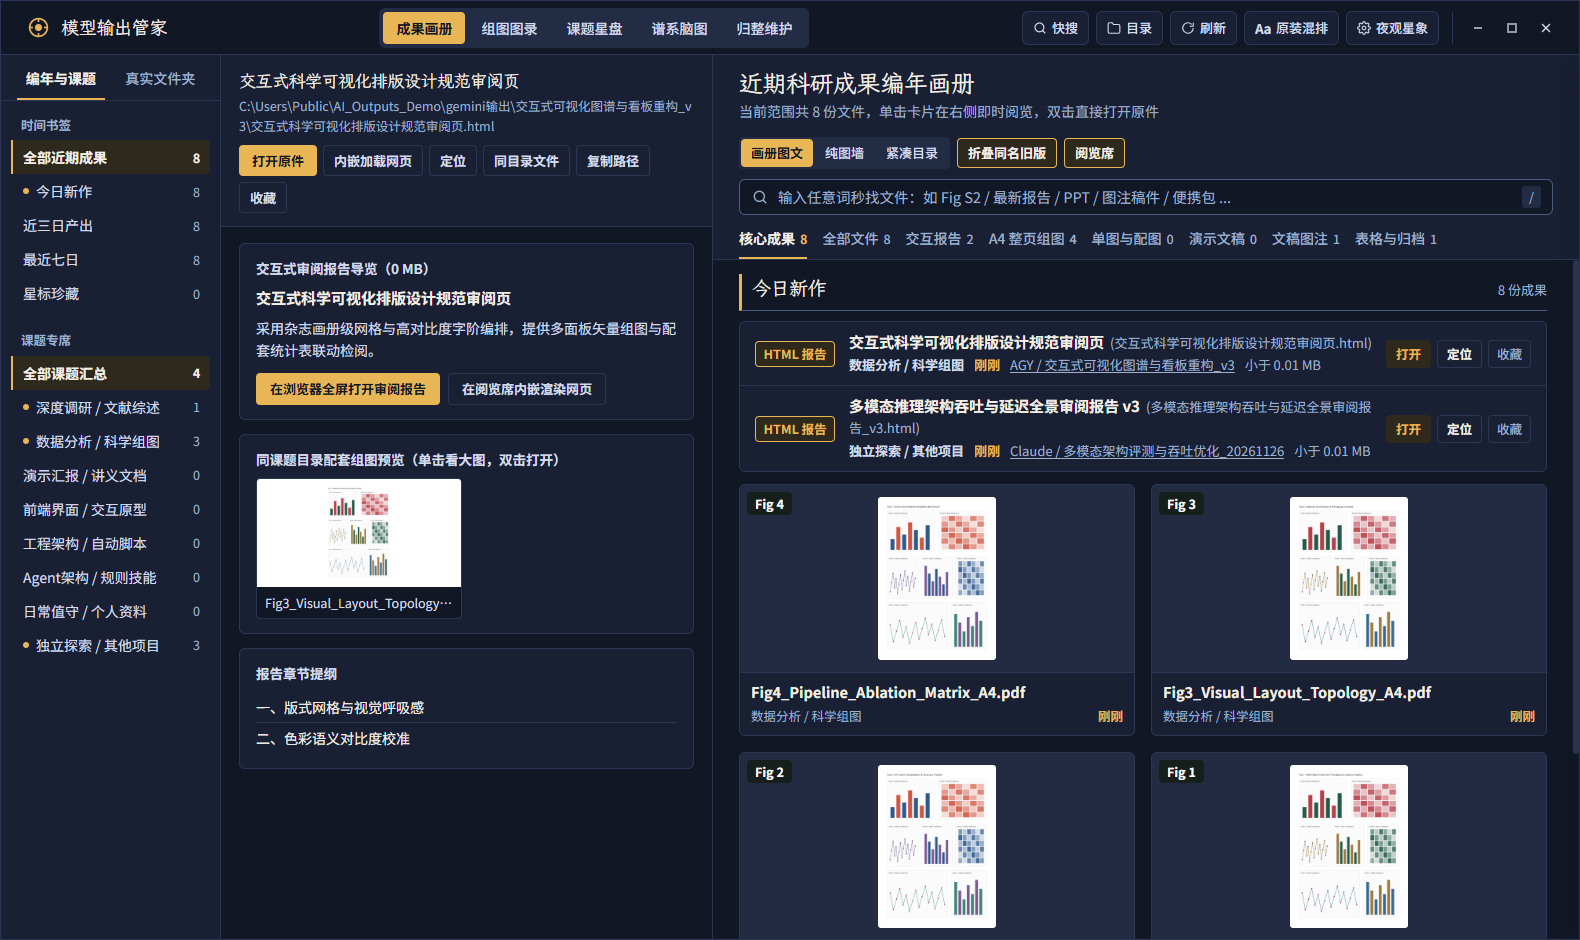 模型输出管家
成果画册
组图图录
课题星盘
谱系脑图
归整维护
快搜
目录
刷新
Aa 原装混排
夜观星象
编年与课题
真实文件夹
时间书签
全部近期成果 8
今日新作 8
近三日产出 8
最近七日 8
星标珍藏 0
课题专席
全部课题汇总 4
深度调研 / 文献综述 1
数据分析 / 科学组图 3
演示汇报 / 讲义文档 0
前端界面 / 交互原型 0
工程架构 / 自动脚本 0
Agent架构 / 规则技能 0
日常值守 / 个人资料 0
独立探索 / 其他项目 3
交互式科学可视化排版设计规范审阅页
C:\Users\Public\AI_Outputs_Demo\gemini输出\交互式可视化图谱与看板重构_v
3\交互式科学可视化排版设计规范审阅页.html
打开原件
内嵌加载网页
定位
同目录文件
复制路径
收藏
交互式审阅报告导览（0 MB）
交互式科学可视化排版设计规范审阅页
采用杂志画册级网格与高对比度字阶编排，提供多面板矢量组图与配
套统计表联动检阅。
在浏览器全屏打开审阅报告
在阅览席内嵌渲染网页
同课题目录配套组图预览（单击看大图，双击打开）
Fig3_Visual_Layout_Topology···
报告章节提纲
一、版式网格与视觉呼吸感
二、色彩语义对比度校准
近期科研成果编年画册
当前范围共 8 份文件，单击卡片在右侧即时阅览，双击直接打开原件
画册图文
纯图墙
紧凑目录
折叠同名旧版
阅览席
输入任意词秒找文件：如 Fig S2 / 最新报告 / PPT / 图注稿件 / 便携包 ...
/
核心成果 8
全部文件 8
交互报告 2
A4 整页组图 4
单图与配图 0
演示文稿 0
文稿图注 1
表格与归档 1
今日新作
8 份成果
HTML 报告
交互式科学可视化排版设计规范审阅页 (交互式科学可视化排版设计规范审阅页.html)
数据分析 / 科学组图 刚刚 AGY / 交互式可视化图谱与看板重构_v3 小于 0.01 MB
打开
定位
收藏
HTML 报告
多模态推理架构吞吐与延迟全景审阅报告 v3 (多模态推理架构吞吐与延迟全景审阅报
告_v3.html)
独立探索 / 其他项目 刚刚 Claude / 多模态架构评测与吞吐优化_20261126 小于 0.01 MB
打开
定位
收藏
Fig 4
Fig4_Pipeline_Ablation_Matrix_A4.pdf
数据分析 / 科学组图
刚刚
Fig 3
Fig3_Visual_Layout_Topology_A4.pdf
数据分析 / 科学组图
刚刚
Fig 2
Fig 1